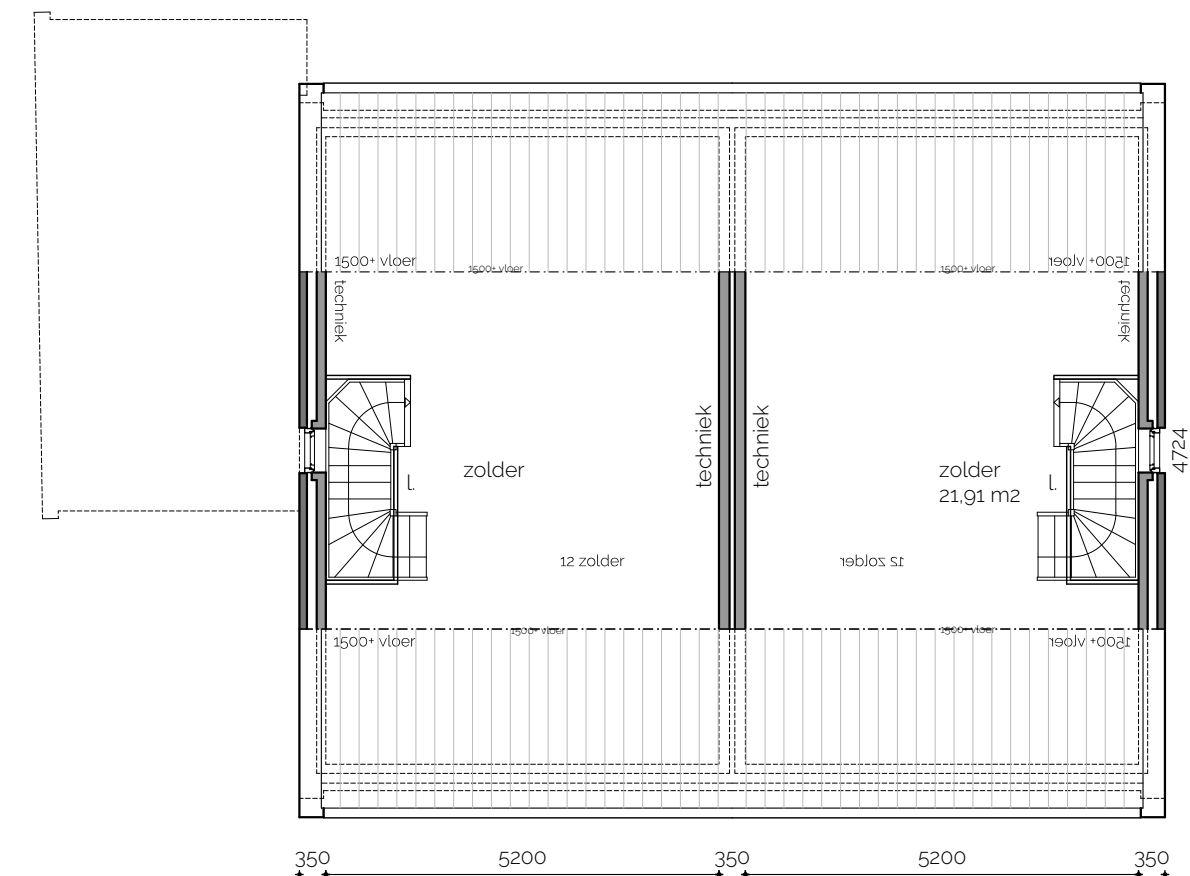 1500+ vloer
1500+ vloer
1500+ vloer
1500+ vloer
techniek
techniek
techniek
techniek
4724
zolder
l.
zolder
21,91 m2
l.
12 zolder
12 zolder
1500+ vloer
1500+ vloer
1500+ vloer
1500+ vloer
350
5200
350
5200
350